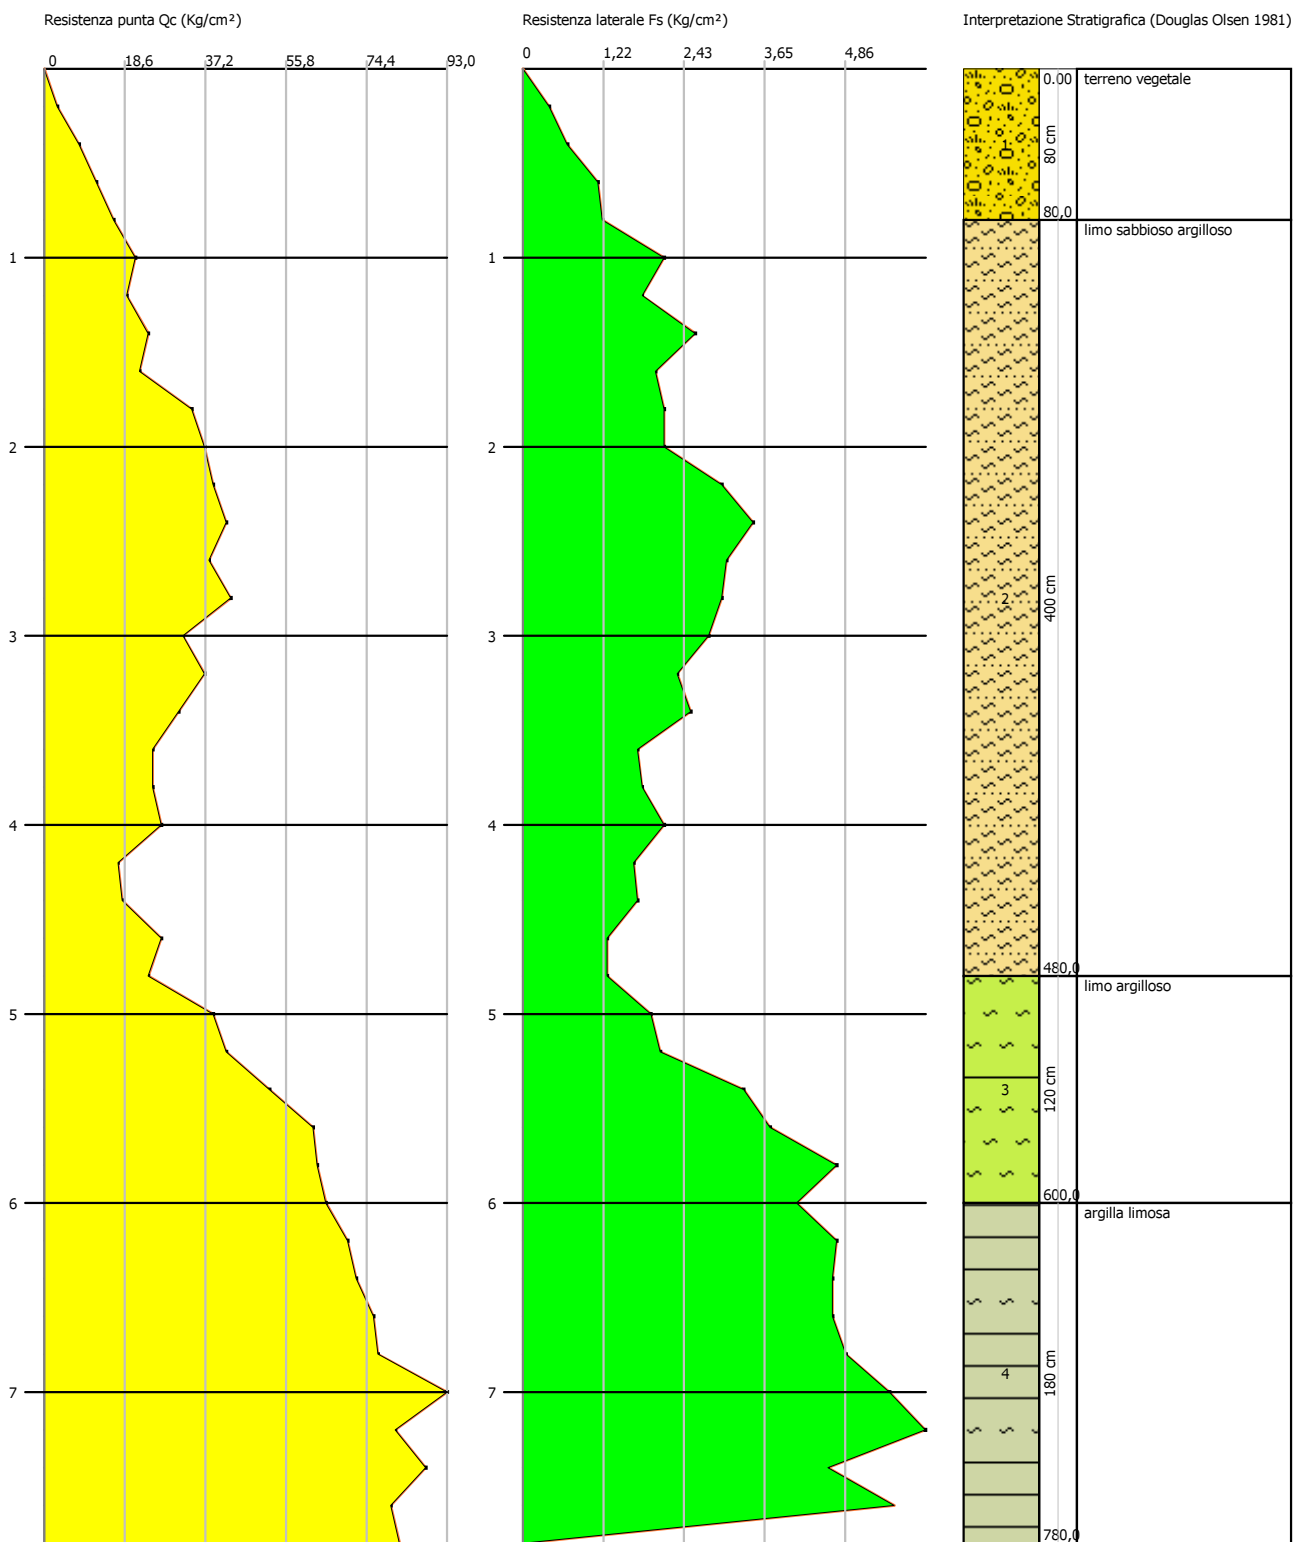 Resistenza punta Qc (Kg/cm²)
0 18,6 37,2 55,8 74,4 93,0
1
2
3
4
5
6
7
Resistenza laterale Fs (Kg/cm²)
0 1,22 2,43 3,65 4,86
1
2
3
4
5
6
7
Interpretazione Stratigrafica (Douglas Olsen 1981)
0.00 terreno vegetale
1
80 cm
80,0
limo sabbioso argilloso
2
400 cm
480,0
limo argilloso
3
120 cm
600,0
argilla limosa
4
180 cm
780,0